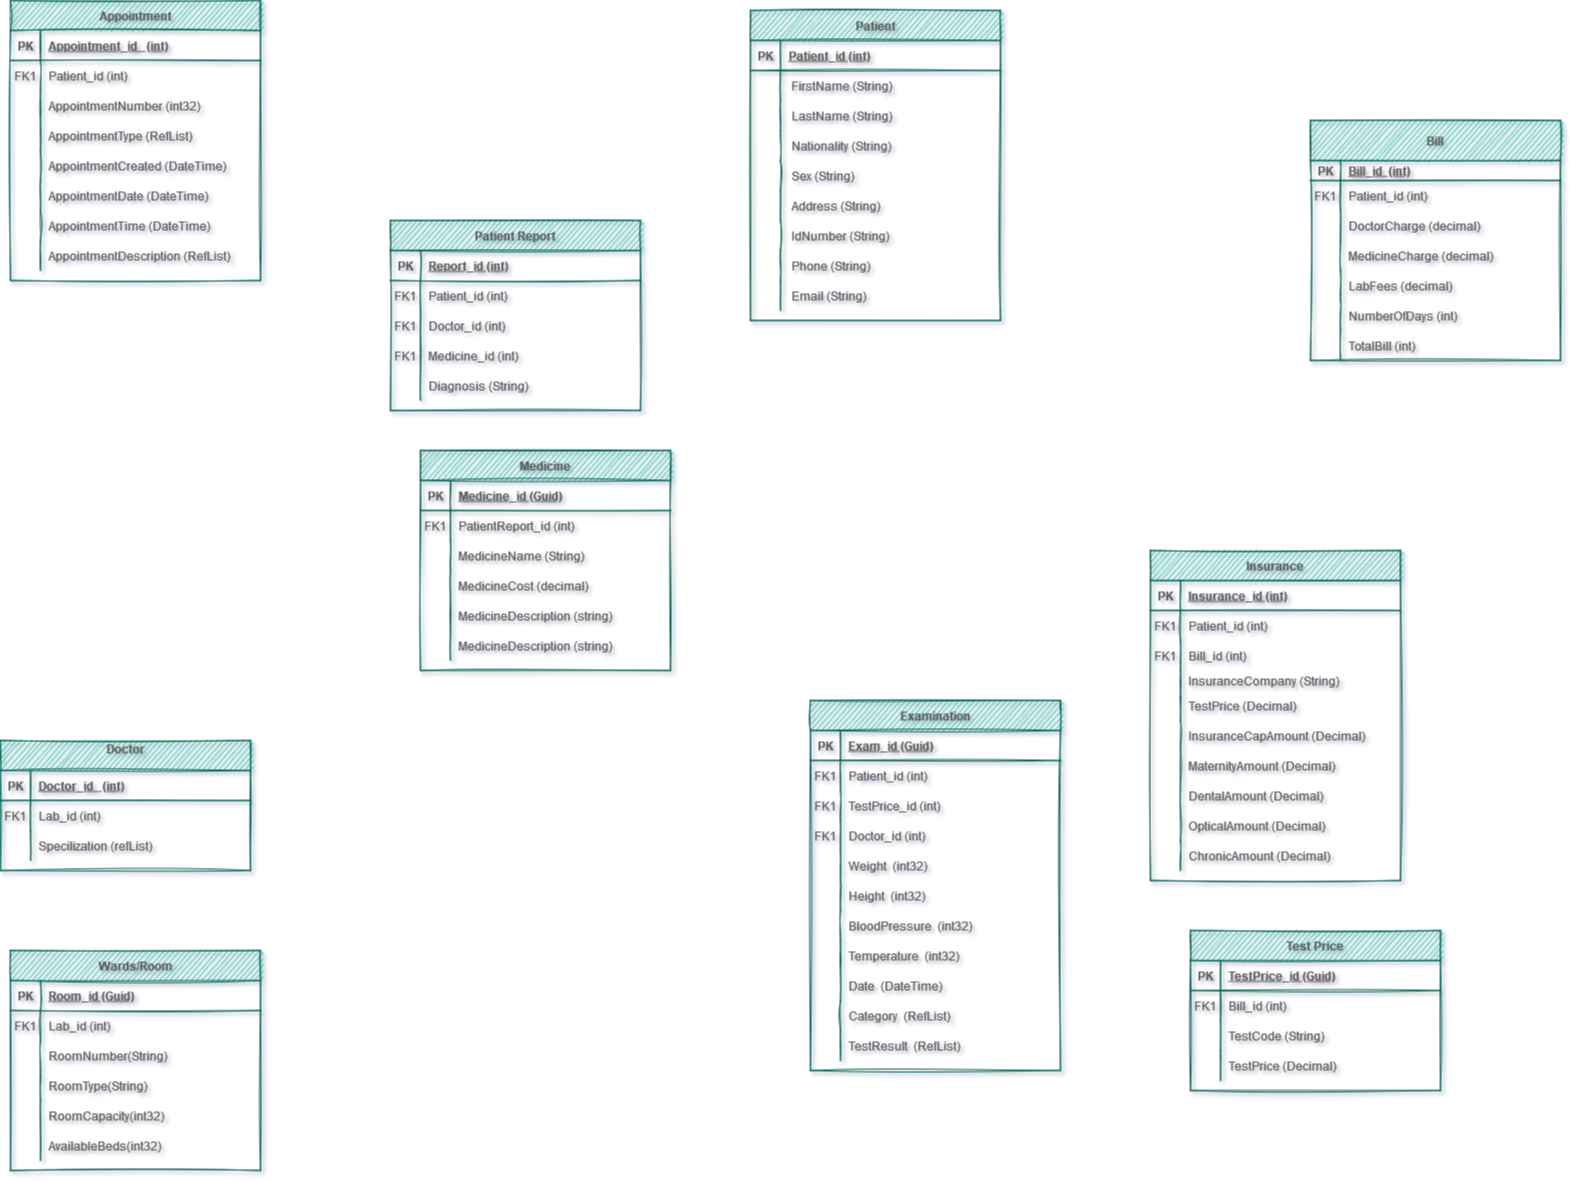 Appointment
PK Appointment_id (int)
FK1 Patient_id (int)
AppointmentNumber (int32)
AppointmentType (RefList)
AppointmentCreated (DateTime)
AppointmentDate (DateTime)
AppointmentTime (DateTime)
AppointmentDescription (RefList)
Patient Report
PK Report_id (int)
FK1 Patient_id (int)
FK1 Doctor_id (int)
FK1 Medicine_id (int)
Diagnosis (String)
Patient
PK Patient_id (int)
FirstName (String)
LastName (String)
Nationality (String)
Sex (String)
Address (String)
IdNumber (String)
Phone (String)
Email (String)
Bill
PK Bill_id (int)
FK1 Patient_id (int)
DoctorCharge (decimal)
MedicineCharge (decimal)
LabFees (decimal)
NumberOfDays (int)
TotalBill (int)
Medicine
PK Medicine_id (Guid)
FK1 PatientReport_id (int)
MedicineName (String)
MedicineCost (decimal)
MedicineDescription (string)
MedicineDescription (string)
Insurance
PK Insurance_id (int)
FK1 Patient_id (int)
FK1 Bill_id (int)
InsuranceCompany (String)
TestPrice (Decimal)
InsuranceCapAmount (Decimal)
MaternityAmount (Decimal)
DentalAmount (Decimal)
OpticalAmount (Decimal)
ChronicAmount (Decimal)
Doctor
PK Doctor_id (int)
FK1 Lab_id (int)
Specilization (refList)
Examination
PK Exam_id (Guid)
FK1 Patient_id (int)
FK1 TestPrice_id (int)
FK1 Doctor_id (int)
Weight (int32)
Height (int32)
BloodPressure (int32)
Temperature (int32)
Date (DateTime)
Category (RefList)
TestResult (RefList)
Wards/Room
PK Room_id (Guid)
FK1 Lab_id (int)
RoomNumber(String)
RoomType(String)
RoomCapacity(int32)
AvailableBeds(int32)
Test Price
PK TestPrice_id (Guid)
FK1 Bill_id (int)
TestCode (String)
TestPrice (Decimal)